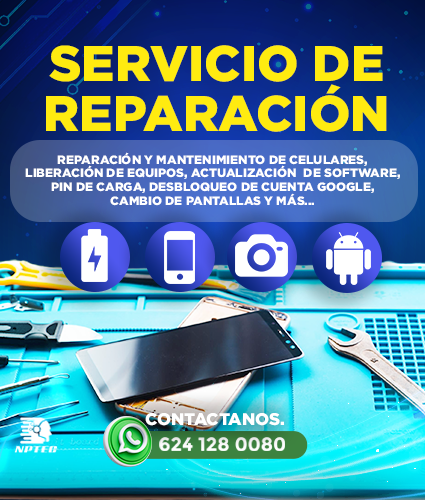 SERVICIO DE
REPARACIÓN
REPARACIÓN Y MANTENIMIENTO DE CELULARES,
LIBERACIÓN DE EQUIPOS, ACTUALIZACIÓN DE SOFTWARE,
PIN DE CARGA, DESBLOQUEO DE CUENTA GOOGLE,
CAMBIO DE PANTALLAS Y MÁS...
CONTACTANOS.
624 128 0080